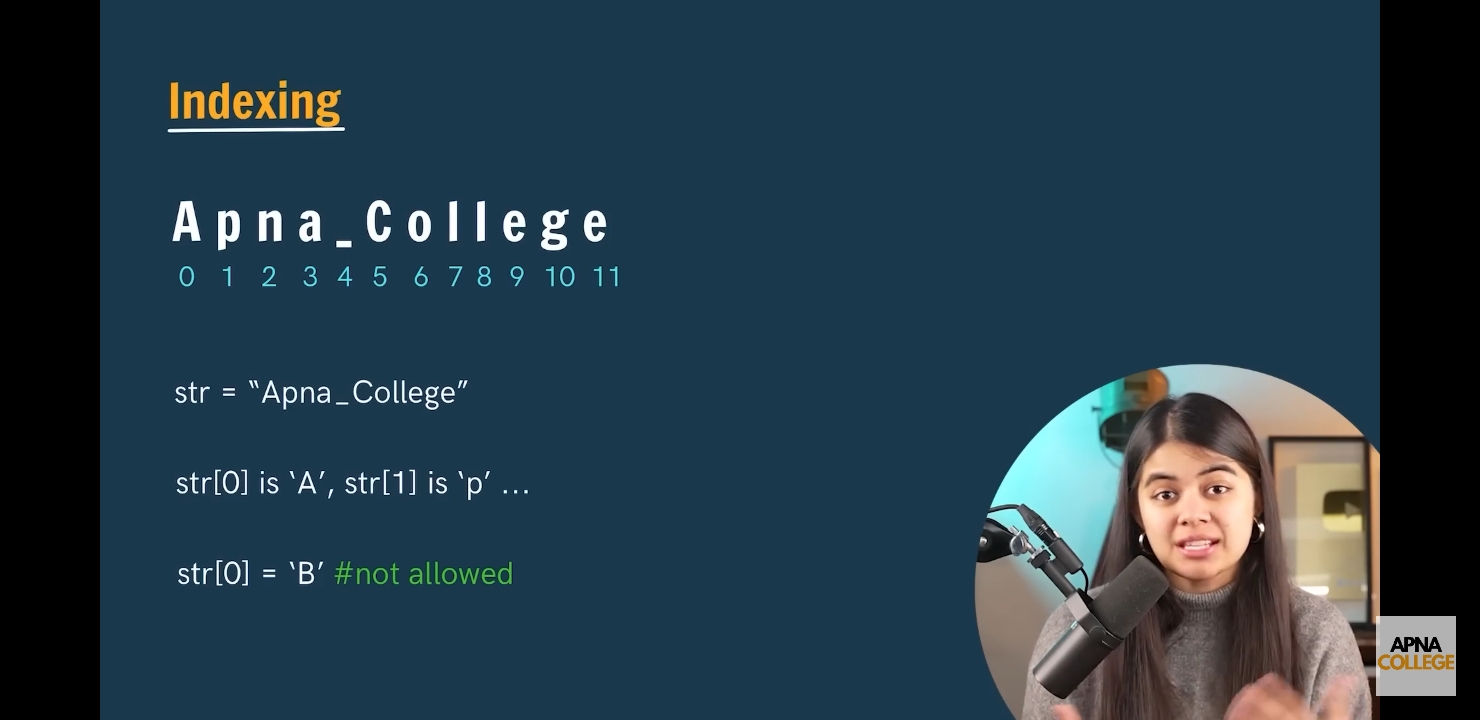 Indexing
Apna_College
0 1 2 3 4 5 6 7 8 9 10 11
str = “Apna_College”
str[0] is ‘A’, str[1] is ‘p’ ...
str[0] = ‘B’ #not allowed
APNA
COLLEGE